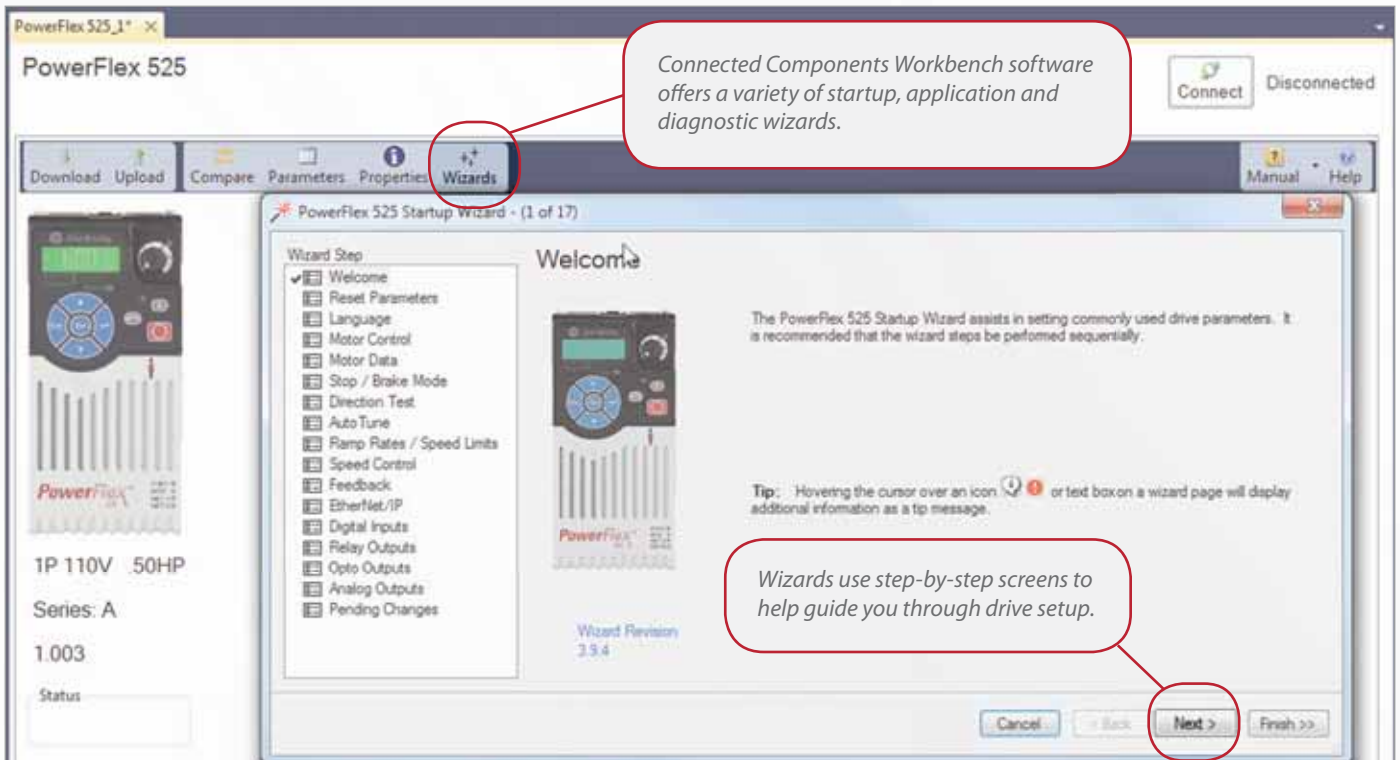 PowerFlex 525_1*
PowerFlex 525
Connected Components Workbench software
offers a variety of startup, application and
diagnostic wizards.
Connect
Disconnected
Download
Upload
Compare
Parameters
Properties
Wizards
Manual
Help
PowerFlex 525 Startup Wizard - (1 of 17)
Wizard Step
Welcome
Reset Parameters
Language
Motor Control
Motor Data
Stop / Brake Mode
Direction Test
AutoTune
Ramp Rates / Speed Limits
Speed Control
Feedback
EtherNet/IP
Digital Inputs
Relay Outputs
Opto Outputs
Analog Outputs
Pending Changes
Welcome
The PowerFlex 525 Startup Wizard assists in setting commonly used drive parameters. It
is recommended that the wizard steps be performed sequentially.
Tip: Hovering the cursor over an icon or text box on a wizard page will display
additional information as a tip message.
PowerFlex
PowerFlex
1P 110V .50HP
Series: A
1.003
Status
Wizard Revision
3.9.4
Wizards use step-by-step screens to
help guide you through drive setup.
Cancel
< Back
Next >
Finish >>